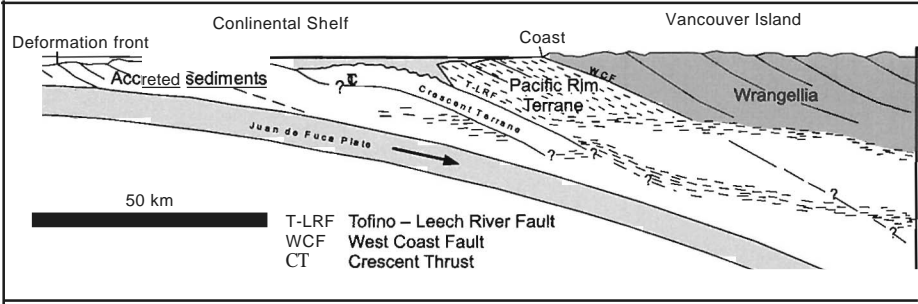 Conlinental Shelf
Vancouver Island
Deformation front
Coast
Accreted sediments
? CT
Crescent Terrane
T-LRF
Pacific Rim
Terrane
WCF
Wrangellia
Juan de Fuca Plate
?
?
?
?
?
50 km
T-LRF Tofino – Leech River Fault
WCF West Coast Fault
CT Crescent Thrust